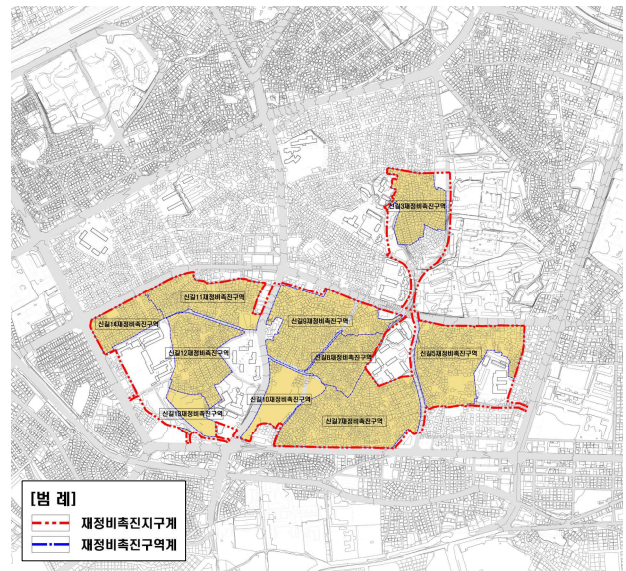 신길3재정비촉진구역
신길11재정비촉진구역
신길14재정비촉진구역
신길9재정비촉진구역
신길12재정비촉진구역
신길8재정비촉진구역
신길5재정비촉진구역
신길10재정비촉진구역
신길13재정비촉진구역
신길7재정비촉진구역
[범 례]
재정비촉진지구계
재정비촉진구역계